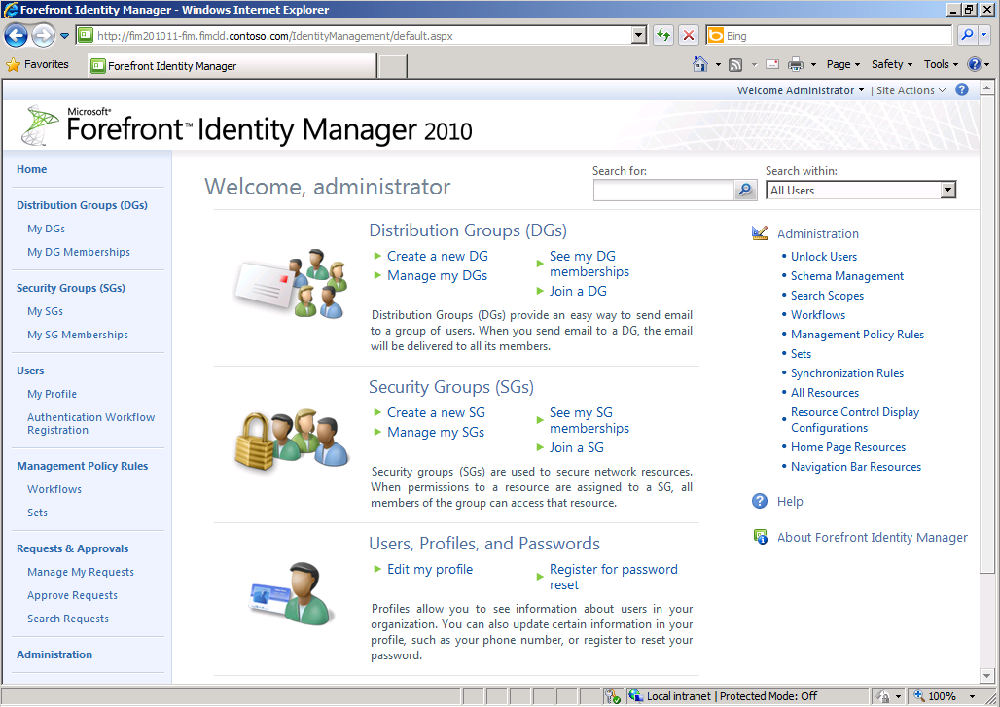 Forefront Identity Manager - Windows Internet Explorer
http://fim201011-fim.fimcld.contoso.com/IdentityManagement/default.aspx
Bing
Favorites
Forefront Identity Manager
Page
Safety
Tools
Welcome Administrator
Site Actions
Microsoft®
Forefront™ Identity Manager 2010
Home
Distribution Groups (DGs)
My DGs
My DG Memberships
Security Groups (SGs)
My SGs
My SG Memberships
Users
My Profile
Authentication Workflow
Registration
Management Policy Rules
Workflows
Sets
Requests & Approvals
Manage My Requests
Approve Requests
Search Requests
Administration
Welcome, administrator
Search for:
Search within:
All Users
Distribution Groups (DGs)
Create a new DG
Manage my DGs
See my DG
memberships
Join a DG
Distribution Groups (DGs) provide an easy way to send email
to a group of users. When you send email to a DG, the email
will be delivered to all its members.
Security Groups (SGs)
Create a new SG
Manage my SGs
See my SG
memberships
Join a SG
Security groups (SGs) are used to secure network resources.
When permissions to a resource are assigned to a SG, all
members of the group can access that resource.
Users, Profiles, and Passwords
Edit my profile
Register for password
reset
Profiles allow you to see information about users in your
organization. You can also update certain information in your
profile, such as your phone number, or register to reset your
password.
Administration
Unlock Users
Schema Management
Search Scopes
Workflows
Management Policy Rules
Sets
Synchronization Rules
All Resources
Resource Control Display
Configurations
Home Page Resources
Navigation Bar Resources
Help
About Forefront Identity Manager
Local intranet | Protected Mode: Off
100%